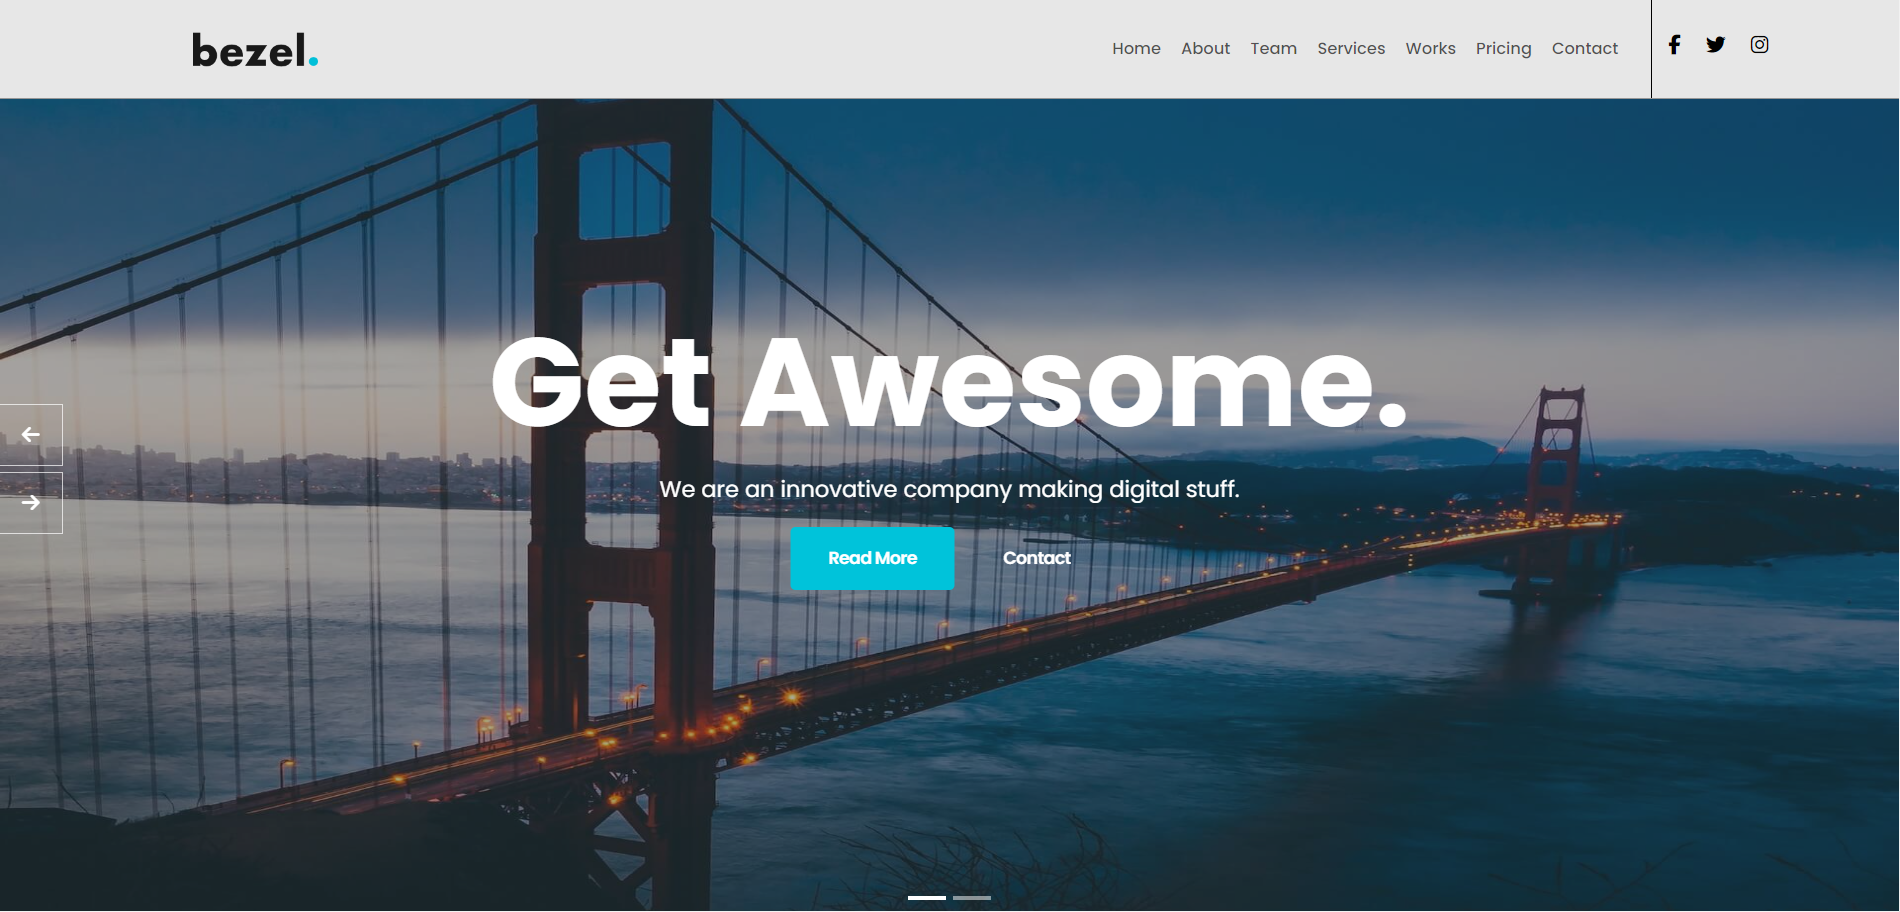 bezel.
Home About Team Services Works Pricing Contact
Get Awesome.
We are an innovative company making digital stuff.
Read More Contact